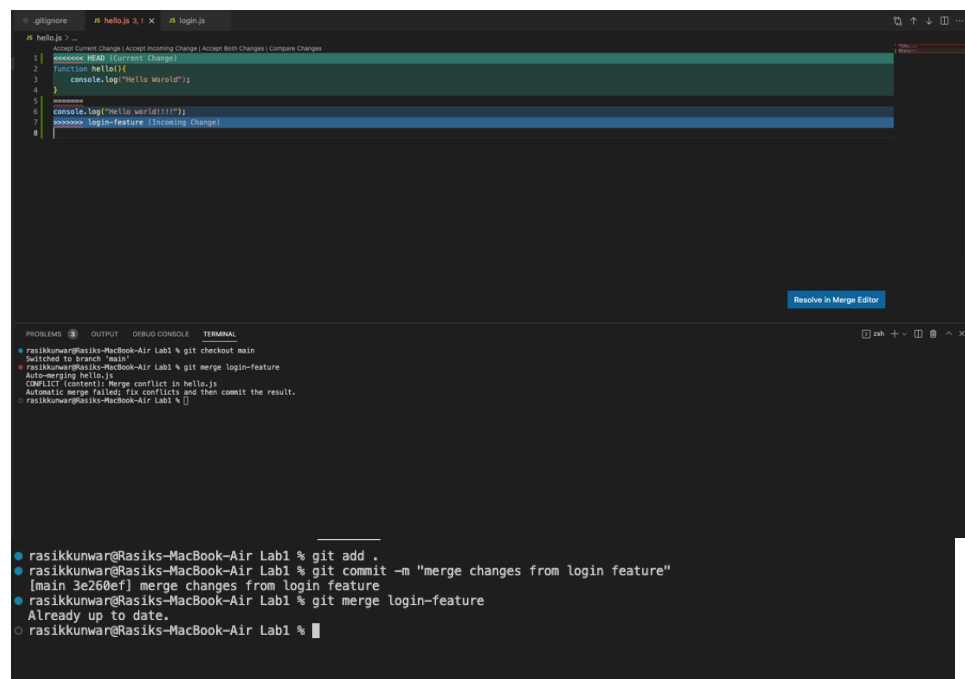 .gitignore JS hello.js 3, ! × JS login.js
JS hello.js > ...
Accept Current Change | Accept Incoming Change | Accept Both Changes | Compare Changes
1 <<<<<<< HEAD (Current Change)
2 function hello(){
3 console.log("Hello Warold");
4 }
5 =======
6 console.log("Hello world!!!!");
7 >>>>>>> login-feature (Incoming Change)
8
Resolve in Merge Editor
PROBLEMS 3 OUTPUT DEBUG CONSOLE TERMINAL zsh
rasikkunwar@Rasiks-MacBook-Air Lab1 % git checkout main
Switched to branch 'main'
rasikkunwar@Rasiks-MacBook-Air Lab1 % git merge login-feature
Auto-merging hello.js
CONFLICT (content): Merge conflict in hello.js
Automatic merge failed; fix conflicts and then commit the result.
rasikkunwar@Rasiks-MacBook-Air Lab1 %
rasikkunwar@Rasiks-MacBook-Air Lab1 % git add .
rasikkunwar@Rasiks-MacBook-Air Lab1 % git commit -m "merge changes from login feature"
[main 3e260ef] merge changes from login feature
rasikkunwar@Rasiks-MacBook-Air Lab1 % git merge login-feature
Already up to date.
rasikkunwar@Rasiks-MacBook-Air Lab1 %